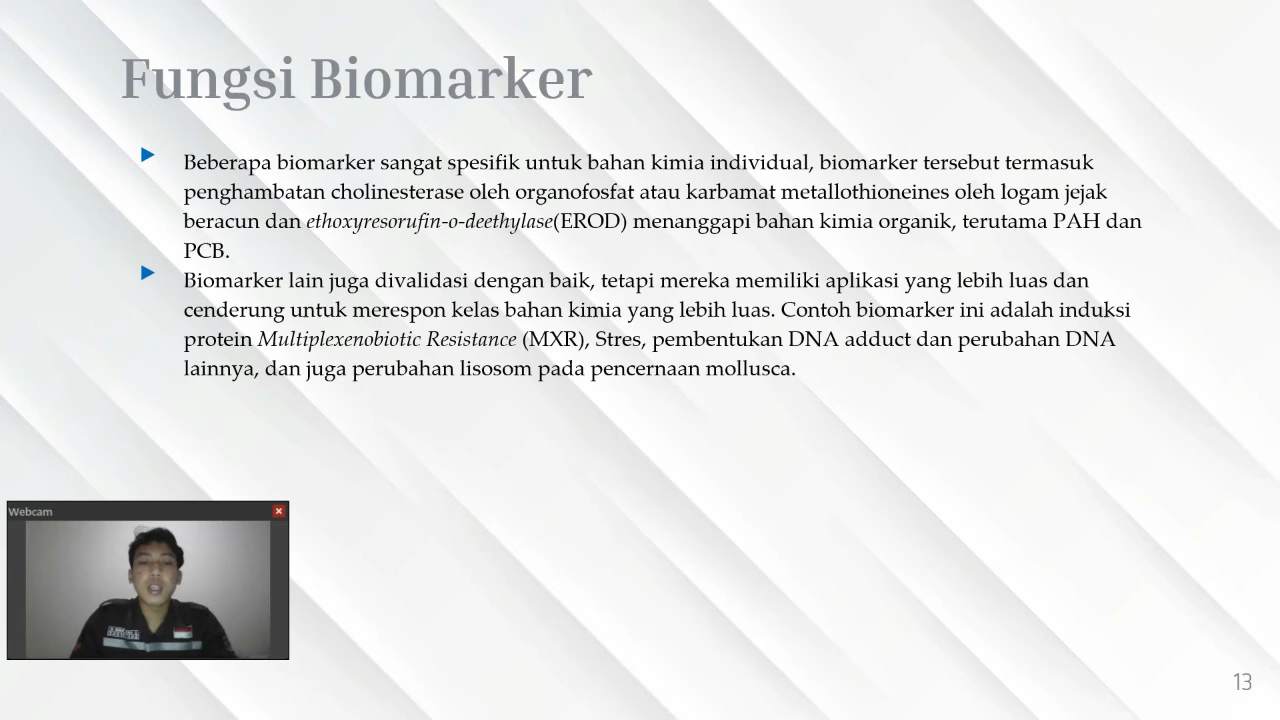 Fungsi Biomarker
Beberapa biomarker sangat spesifik untuk bahan kimia individual, biomarker tersebut termasuk
penghambatan cholinesterase oleh organofosfat atau karbamat metallothioneines oleh logam jejak
beracun dan ethoxyresorufin-o-deethylase(EROD) menanggapi bahan kimia organik, terutama PAH dan
PCB.
Biomarker lain juga divalidasi dengan baik, tetapi mereka memiliki aplikasi yang lebih luas dan
cenderung untuk merespon kelas bahan kimia yang lebih luas. Contoh biomarker ini adalah induksi
protein Multiplexenobiotic Resistance (MXR), Stres, pembentukan DNA adduct dan perubahan DNA
lainnya, dan juga perubahan lisosom pada pencernaan mollusca.
Webcam
13